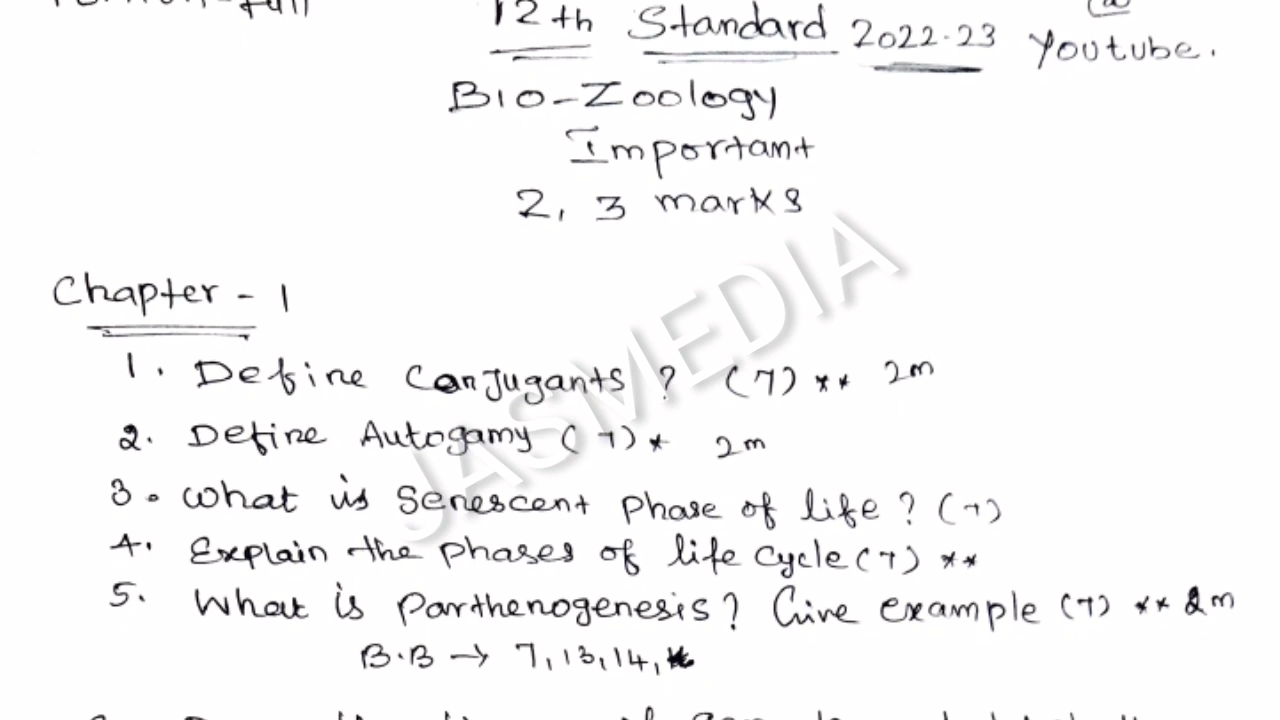 12th Standard 2022-23 @ Youtube.
Bio-Zoology
Important
2, 3 marks
Chapter - 1
1. Define Conjugants? (7) ** 2m
2. Define Autogamy (7) * 2m
3. What is Senescent phase of life? (7)
4. Explain the phases of life cycle (7) **
5. What is Parthenogenesis? Give example (7) ** 2m
B.B → 7, 13, 14,
JASMEDIA